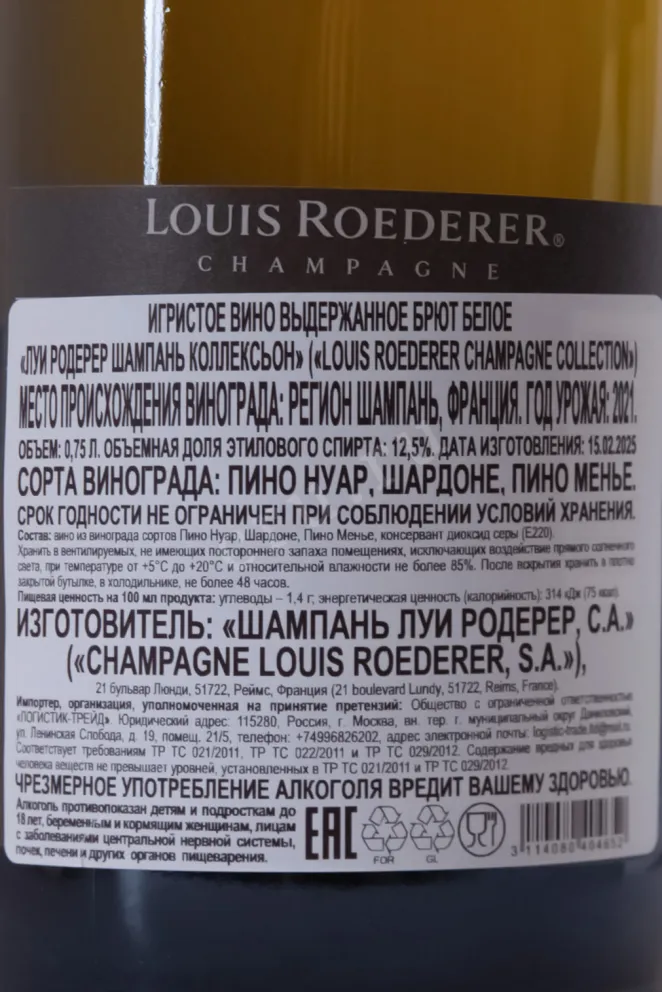 LOUIS ROEDERER®
CHAMPAGNE
ИГРИСТОЕ ВИНО ВЫДЕРЖАННОЕ БРЮТ БЕЛОЕ
«ЛУИ РОДЕРЕР ШАМПАНЬ КОЛЛЕКСЬОН» («LOUIS ROEDERER CHAMPAGNE COLLECTION»)
МЕСТО ПРОИСХОЖДЕНИЯ ВИНОГРАДА: РЕГИОН ШАМПАНЬ, ФРАНЦИЯ. ГОД УРОЖАЯ: 2021.
ОБЪЕМ: 0,75 Л. ОБЪЕМНАЯ ДОЛЯ ЭТИЛОВОГО СПИРТА: 12,5%. ДАТА ИЗГОТОВЛЕНИЯ: 15.02.2025
СОРТА ВИНОГРАДА: ПИНО НУАР, ШАРДОНЕ, ПИНО МЕНЬЕ.
СРОК ГОДНОСТИ НЕ ОГРАНИЧЕН ПРИ СОБЛЮДЕНИИ УСЛОВИЙ ХРАНЕНИЯ.
Состав: вино из винограда сортов Пино Нуар, Шардоне, Пино Менье, консервант диоксид серы (Е220).
Хранить в вентилируемых, не имеющих постороннего запаха помещениях, исключающих воздействие прямого солнечного
света, при температуре от +5°С до +20°С и относительной влажности не более 85%. После вскрытия хранить в плотно
закрытой бутылке, в холодильнике, не более 48 часов.
Пищевая ценность на 100 мл продукта: углеводы – 1,4 г; энергетическая ценность (калорийность): 314 кДж (75 ккал).
ИЗГОТОВИТЕЛЬ: «ШАМПАНЬ ЛУИ РОДЕРЕР, С.А.»
(«CHAMPAGNE LOUIS ROEDERER, S.A.»),
21 бульвар Люнди, 51722, Реймс, Франция (21 boulevard Lundy, 51722, Reims, France).
Импортер, организация, уполномоченная на принятие претензий: Общество с ограниченной ответственностью
«ЛОГИСТИК-ТРЕЙД». Юридический адрес: 115280, Россия, г. Москва, вн. тер. г. муниципальный округ Даниловский,
ул. Ленинская Слобода, д. 19, помещ. 21/5, телефон: +74996826202, адрес электронной почты:
Соответствует требованиям ТР ТС 021/2011, ТР ТС 022/2011 и ТР ТС 029/2012. Содержание вредных для здоровья
человека веществ не превышает уровней, установленных в ТР ТС 021/2011 и ТР ТС 029/2012.
ЧРЕЗМЕРНОЕ УПОТРЕБЛЕНИЕ АЛКОГОЛЯ ВРЕДИТ ВАШЕМУ ЗДОРОВЬЮ.
Алкоголь противопоказан детям и подросткам до
18 лет, беременным и кормящим женщинам, лицам
с заболеваниями центральной нервной системы,
почек, печени и других органов пищеварения.
EAC
FOR
GL
3 114080 404652